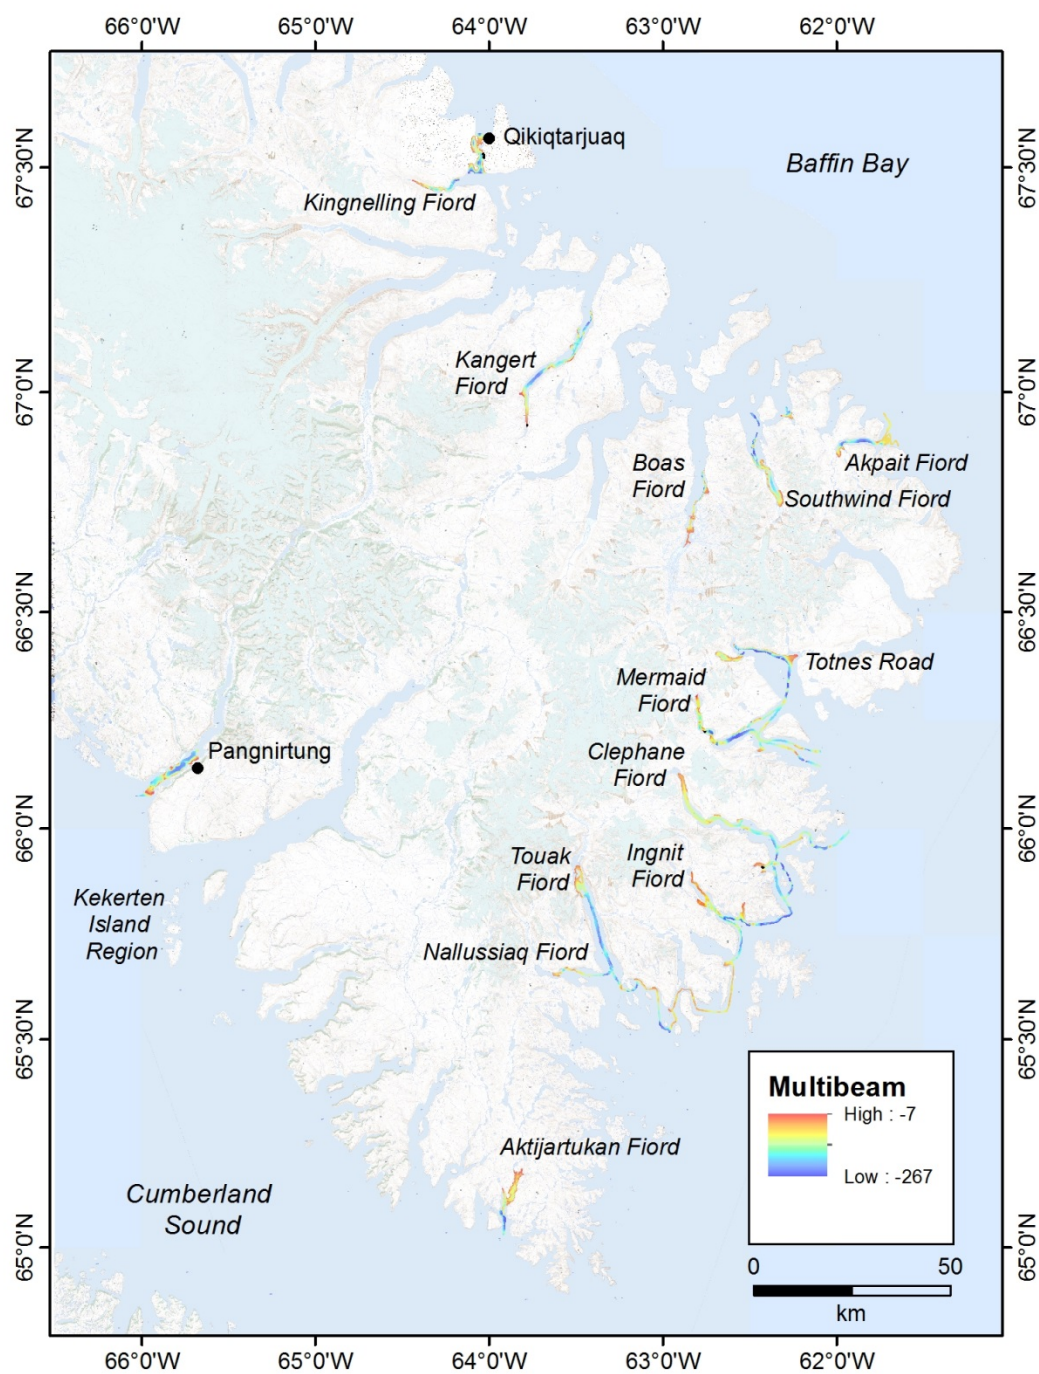 66°0'W 65°0'W 64°0'W 63°0'W 62°0'W
67°30'N
67°30'N
Qikiqtarjuaq
Baffin Bay
Kingnelling Fiord
Kangert
Fiord
67°0'N
67°0'N
Boas
Fiord
Akpait Fiord
Southwind Fiord
66°30'N
66°30'N
Totnes Road
Mermaid
Fiord
Pangnirtung
Clephane
Fiord
66°0'N
66°0'N
Touak
Fiord
Ingnit
Fiord
Kekerten
Island
Region
Nallussiaq Fiord
65°30'N
65°30'N
Multibeam
High : -7
Low : -267
Aktijartukan Fiord
Cumberland
Sound
65°0'N
65°0'N
0 50
km
66°0'W 65°0'W 64°0'W 63°0'W 62°0'W